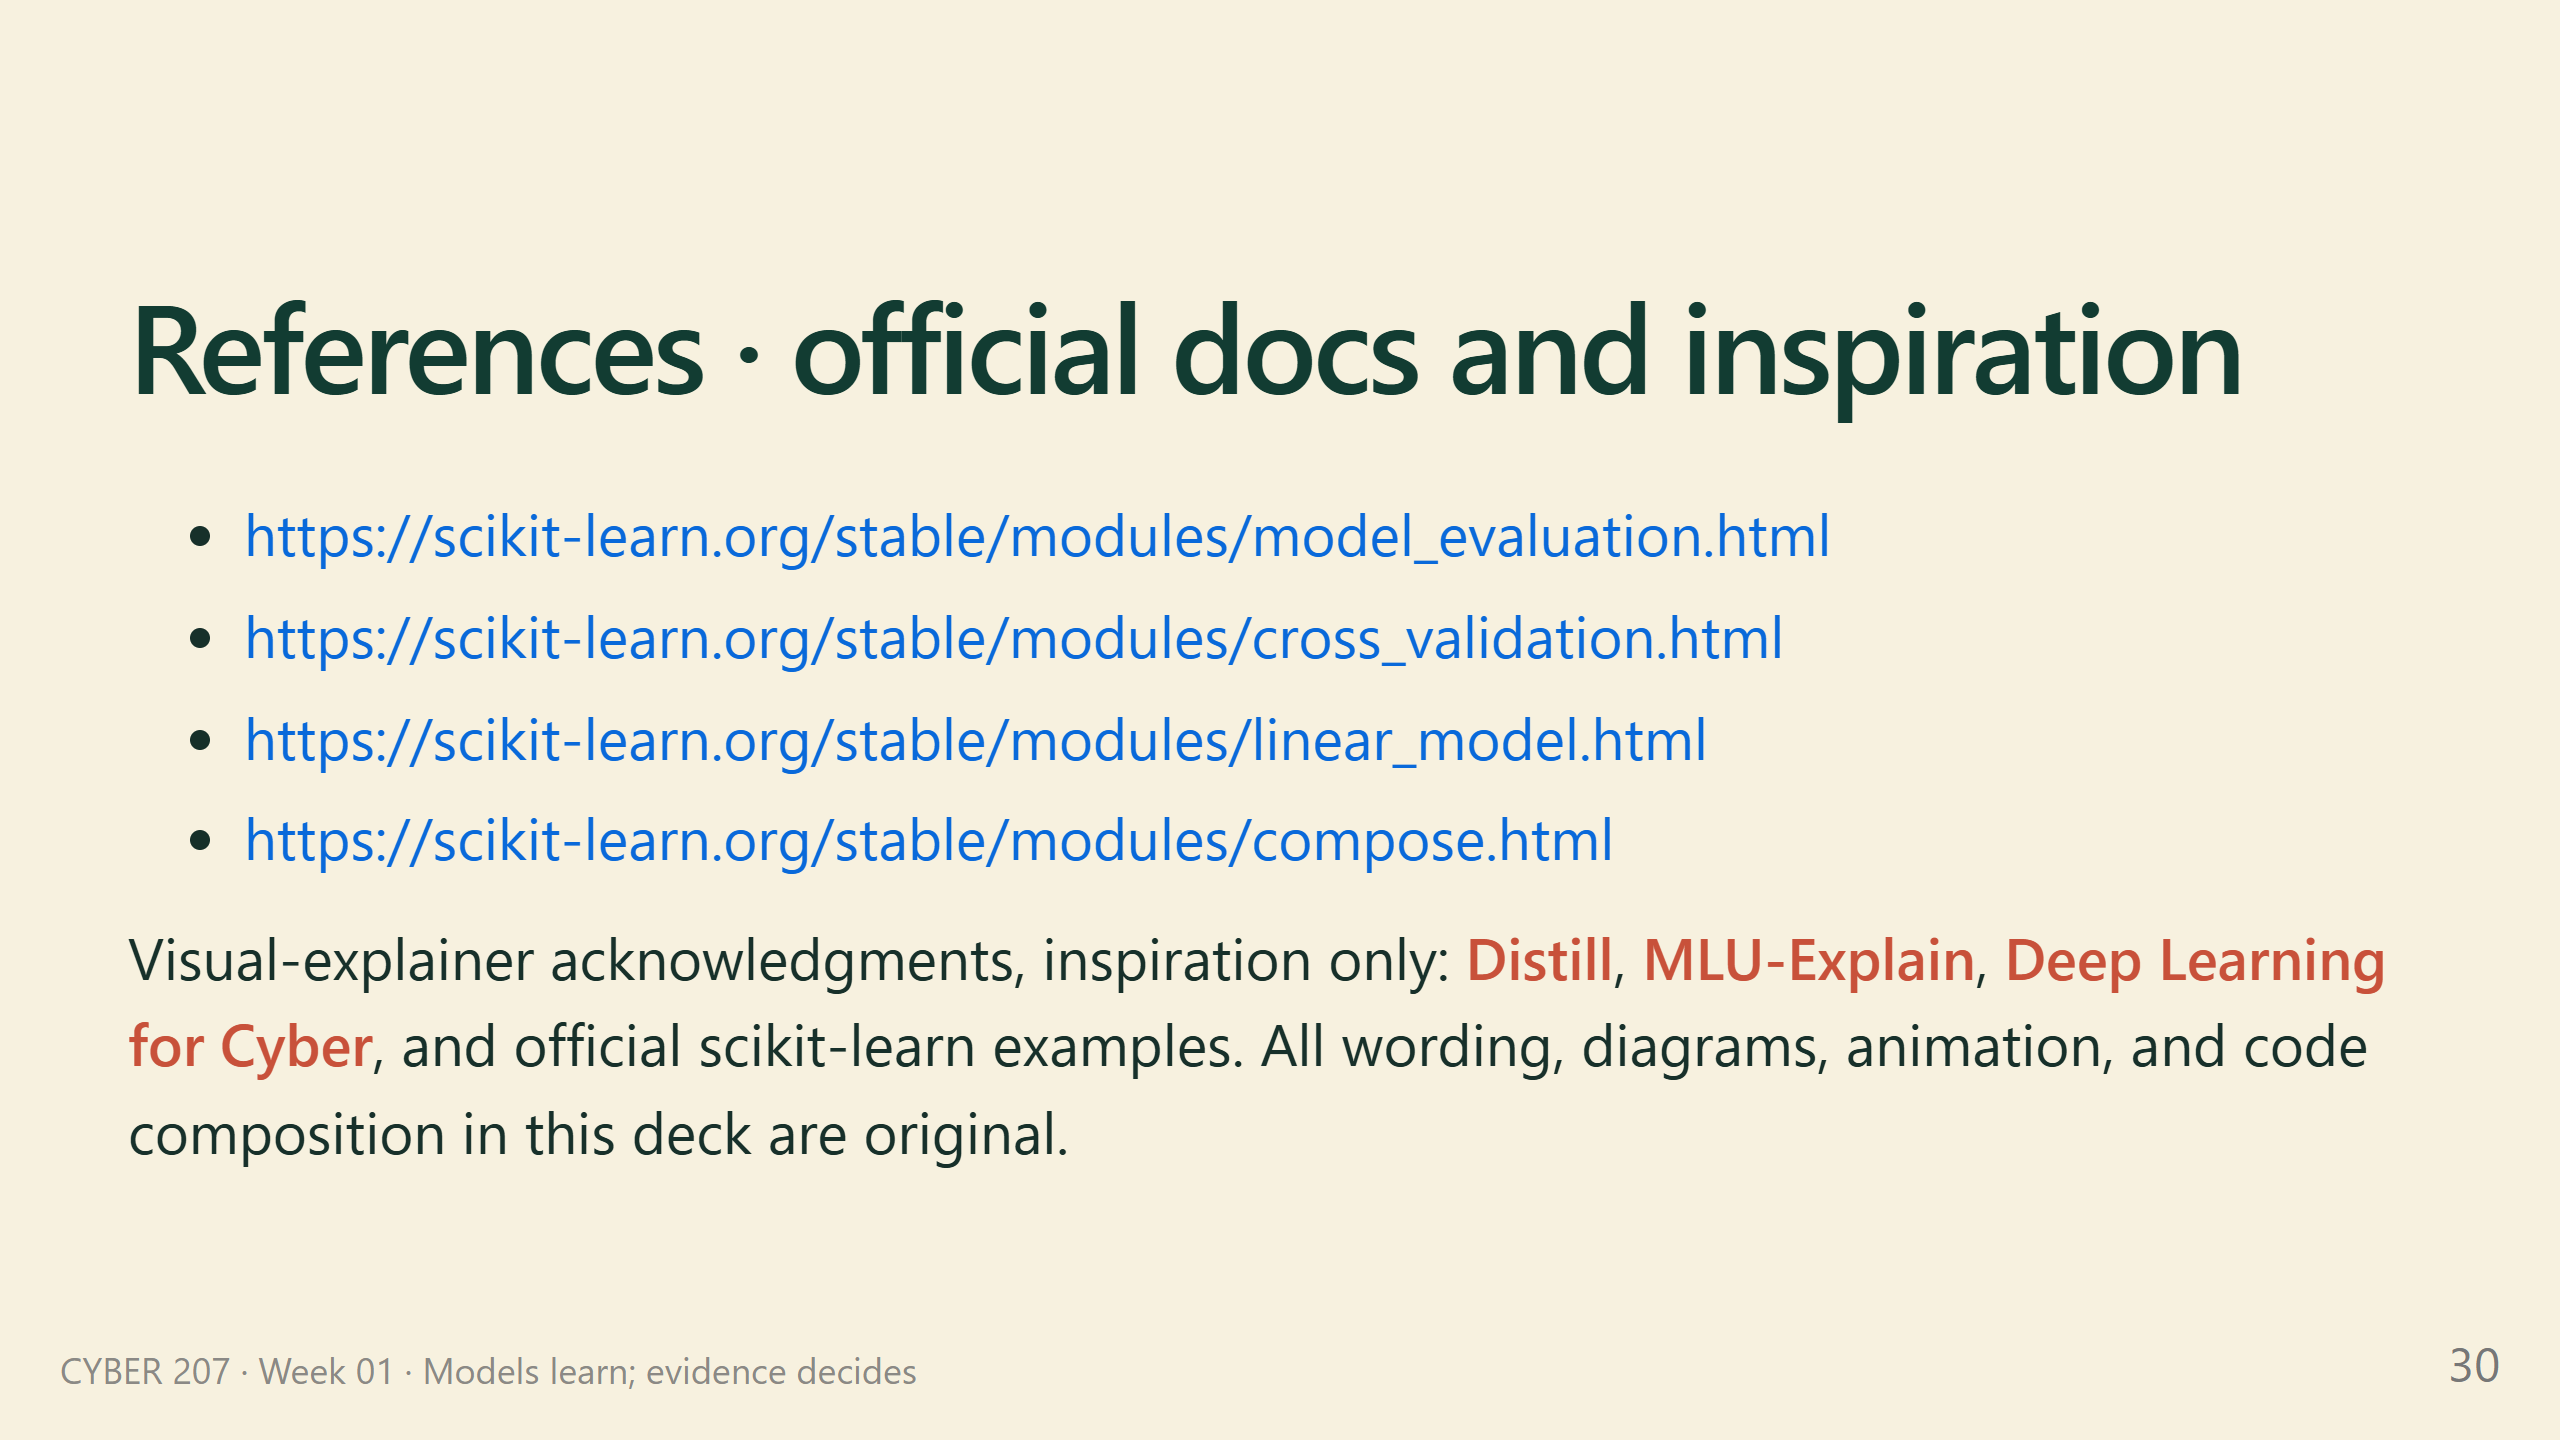 References · official docs and inspiration
• https://scikit-learn.org/stable/modules/model_evaluation.html
• https://scikit-learn.org/stable/modules/cross_validation.html
• https://scikit-learn.org/stable/modules/linear_model.html
• https://scikit-learn.org/stable/modules/compose.html
Visual-explainer acknowledgments, inspiration only: Distill, MLU-Explain, Deep Learning
for Cyber, and official scikit-learn examples. All wording, diagrams, animation, and code
composition in this deck are original.
CYBER 207 · Week 01 · Models learn; evidence decides
30